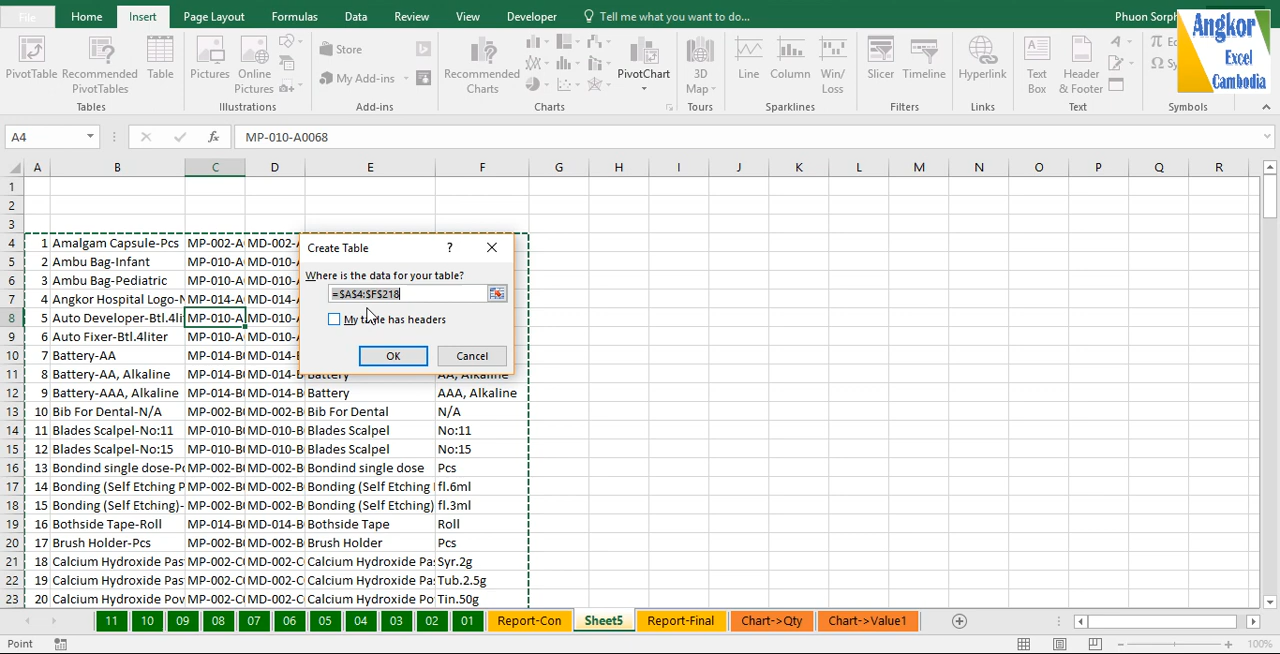 File Home Insert Page Layout Formulas Data Review View Developer Tell me what you want to do... Phuon Sorph
Angkor
Excel
Cambodia
PivotTable Recommended PivotTables Table Pictures Online Pictures Store My Add-ins Recommended Charts PivotChart 3D Map Line Column Win/ Loss Slicer Timeline Hyperlink Text Box Header & Footer
Tables Illustrations Add-ins Charts Tours Sparklines Filters Links Text Symbols
A4 fx MP-010-A0068
A B C D E F G H I J K L M N O P Q R
1
2
3
4 1 Amalgam Capsule-Pcs MP-002-A MD-002-A
5 2 Ambu Bag-Infant MP-010-A MD-010-
6 3 Ambu Bag-Pediatric MP-010-A MD-010-
7 4 Angkor Hospital Logo-N MP-014-A MD-014-
8 5 Auto Developer-Btl.4li MP-010-A MD-010-
9 6 Auto Fixer-Btl.4liter MP-010-A MD-010-
10 7 Battery-AA MP-014-B MD-014-
11 8 Battery-AA, Alkaline MP-014-B MD-014-B Battery AA, Alkaline
12 9 Battery-AAA, Alkaline MP-014-B MD-014-B Battery AAA, Alkaline
13 10 Bib For Dental-N/A MP-002-B MD-002-B Bib For Dental N/A
14 11 Blades Scalpel-No:11 MP-010-B MD-010-B Blades Scalpel No:11
15 12 Blades Scalpel-No:15 MP-010-B MD-010-B Blades Scalpel No:15
16 13 Bondind single dose-Pc MP-002-B MD-002-B Bondind single dose Pcs
17 14 Bonding (Self Etching P MP-002-B MD-002-B Bonding (Self Etching fl.6ml
18 15 Bonding (Self Etching)- MP-002-B MD-002-B Bonding (Self Etching) fl.3ml
19 16 Bothside Tape-Roll MP-014-B MD-014-B Bothside Tape Roll
20 17 Brush Holder-Pcs MP-002-B MD-002-B Brush Holder Pcs
21 18 Calcium Hydroxide Pas MP-002-C MD-002-C Calcium Hydroxide Pa Syr.2g
22 19 Calcium Hydroxide Pas MP-002-C MD-002-C Calcium Hydroxide Pa Tub.2.5g
23 20 Calcium Hydroxide Pov MP-002-C MD-002-C Calcium Hydroxide Po Tin.50g
Create Table ?
Where is the data for your table?
=$A$4:$F$218
My table has headers
OK Cancel
11 10 09 08 07 06 05 04 03 02 01 Report-Con Sheet5 Report-Final Chart->Qty Chart->Value1
Point 100%